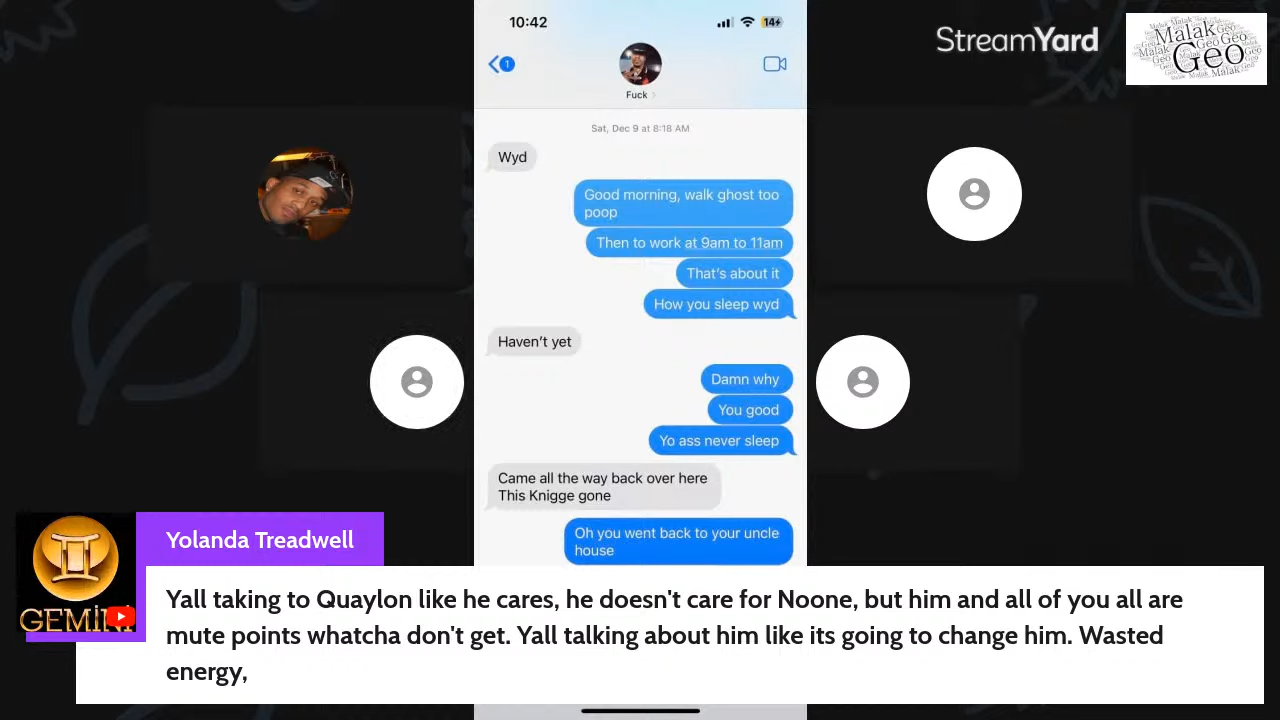 10:42
14
StreamYard
Malak
Geo
1
Fuck
Sat, Dec 9 at 8:18 AM
Wyd
Good morning, walk ghost too
poop
Then to work at 9am to 11am
That's about it
How you sleep wyd
Haven't yet
Damn why
You good
Yo ass never sleep
Came all the way back over here
This Knigge gone
Oh you went back to your uncle
house
GEMINI
Yolanda Treadwell
Yall taking to Quaylon like he cares, he doesn't care for Noone, but him and all of you all are
mute points whatcha don't get. Yall talking about him like its going to change him. Wasted
energy,